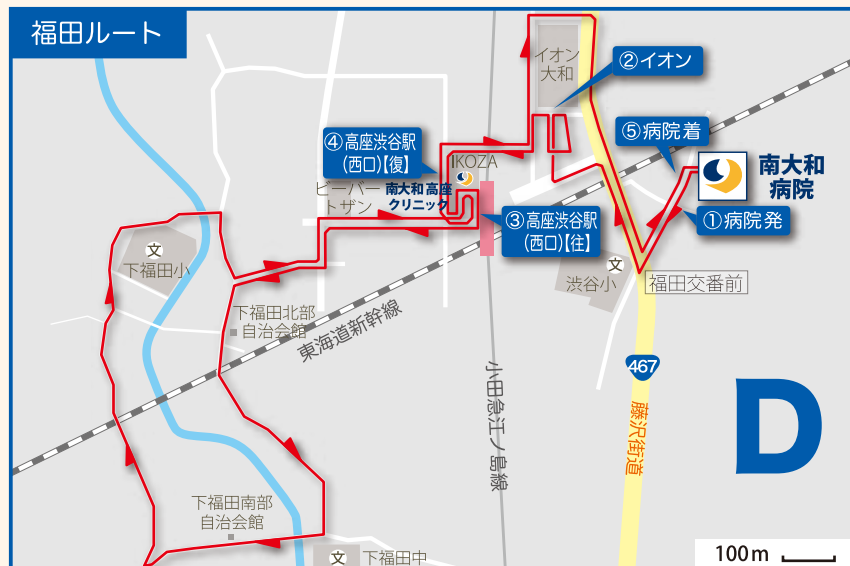 福田ルート
イオン
大和
②イオン
④高座渋谷駅
(西口)【復】
IKOZA
⑤病院着
南大和
病院
ビーバー
トザン
南大和高座
クリニック
③高座渋谷駅
(西口)【往】
①病院発
文
下福田小
文
渋谷小
福田交番前
下福田北部
自治会館
東海道新幹線
小田急江ノ島線
467
藤沢街道
D
下福田南部
自治会館
文
下福田中
100m